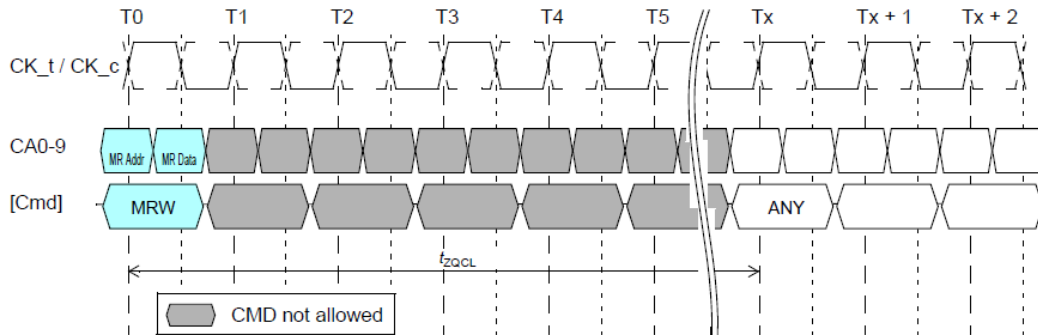 T0 T1 T2 T3 T4 T5 Tx Tx + 1 Tx + 2
CK_t / CK_c
CA0-9 MR Addr MR Data
[Cmd] MRW ANY
tZQCL
CMD not allowed